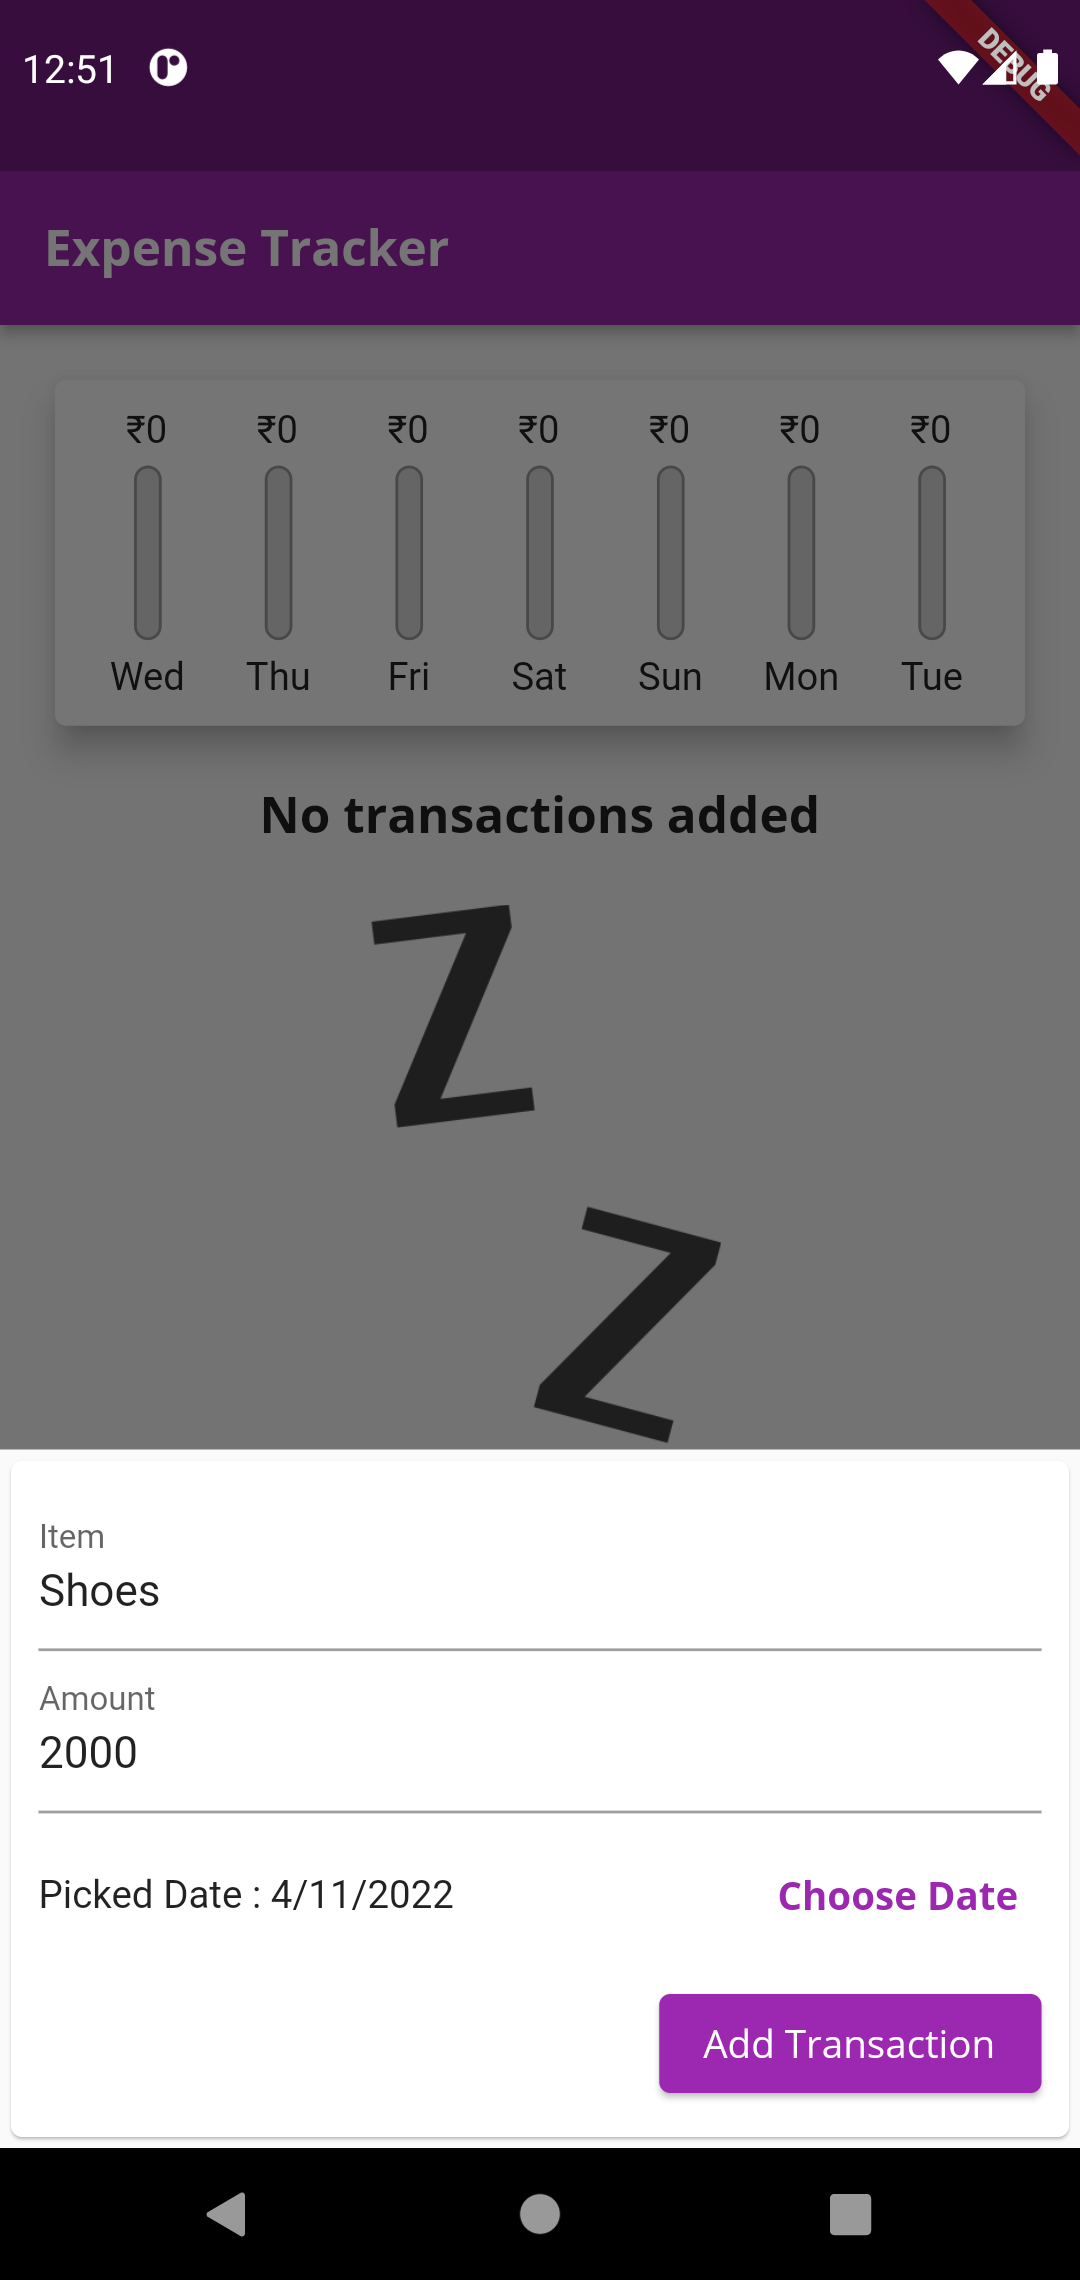 12:51
DEBUG
Expense Tracker
₹0 ₹0 ₹0 ₹0 ₹0 ₹0 ₹0
Wed Thu Fri Sat Sun Mon Tue
No transactions added
Z
Z
Item
Shoes
Amount
2000
Picked Date : 4/11/2022 Choose Date
Add Transaction